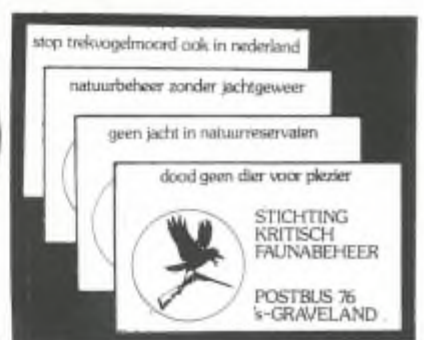 stop trekvogelmoord ook in nederland
natuurbeheer zonder jachtgeweer
geen jacht in natuurreservaten
dood geen dier voor plezier
STICHTING
KRITISCH
FAUNABEHEER
POSTBUS 76
's-GRAVELAND